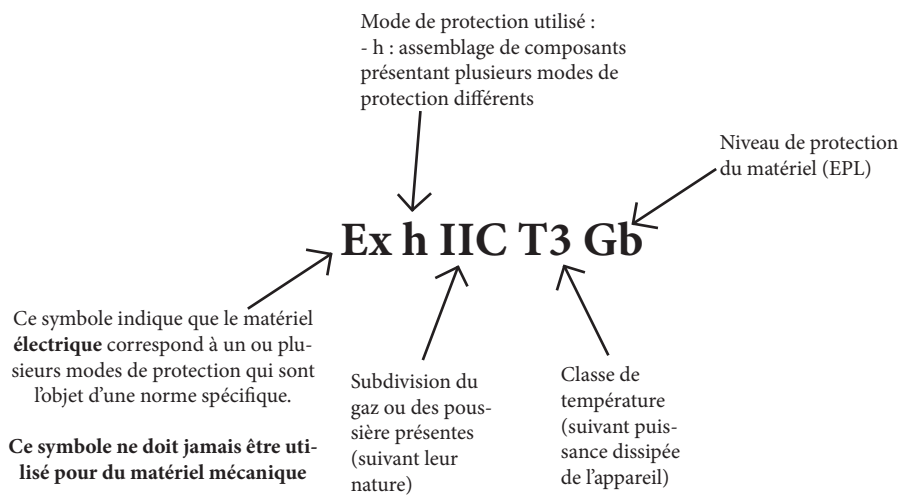 Mode de protection utilisé :
- h : assemblage de composants
présentant plusieurs modes de
protection différents
Niveau de protection
du matériel (EPL)
Ex h IIC T3 Gb
Ce symbole indique que le matériel
électrique correspond à un ou plu-
sieurs modes de protection qui sont
l'objet d'une norme spécifique.
Ce symbole ne doit jamais être uti-
lisé pour du matériel mécanique
Subdivision du
gaz ou des pous-
sière présentes
(suivant leur
nature)
Classe de
température
(suivant puis-
sance dissipée
de l'appareil)